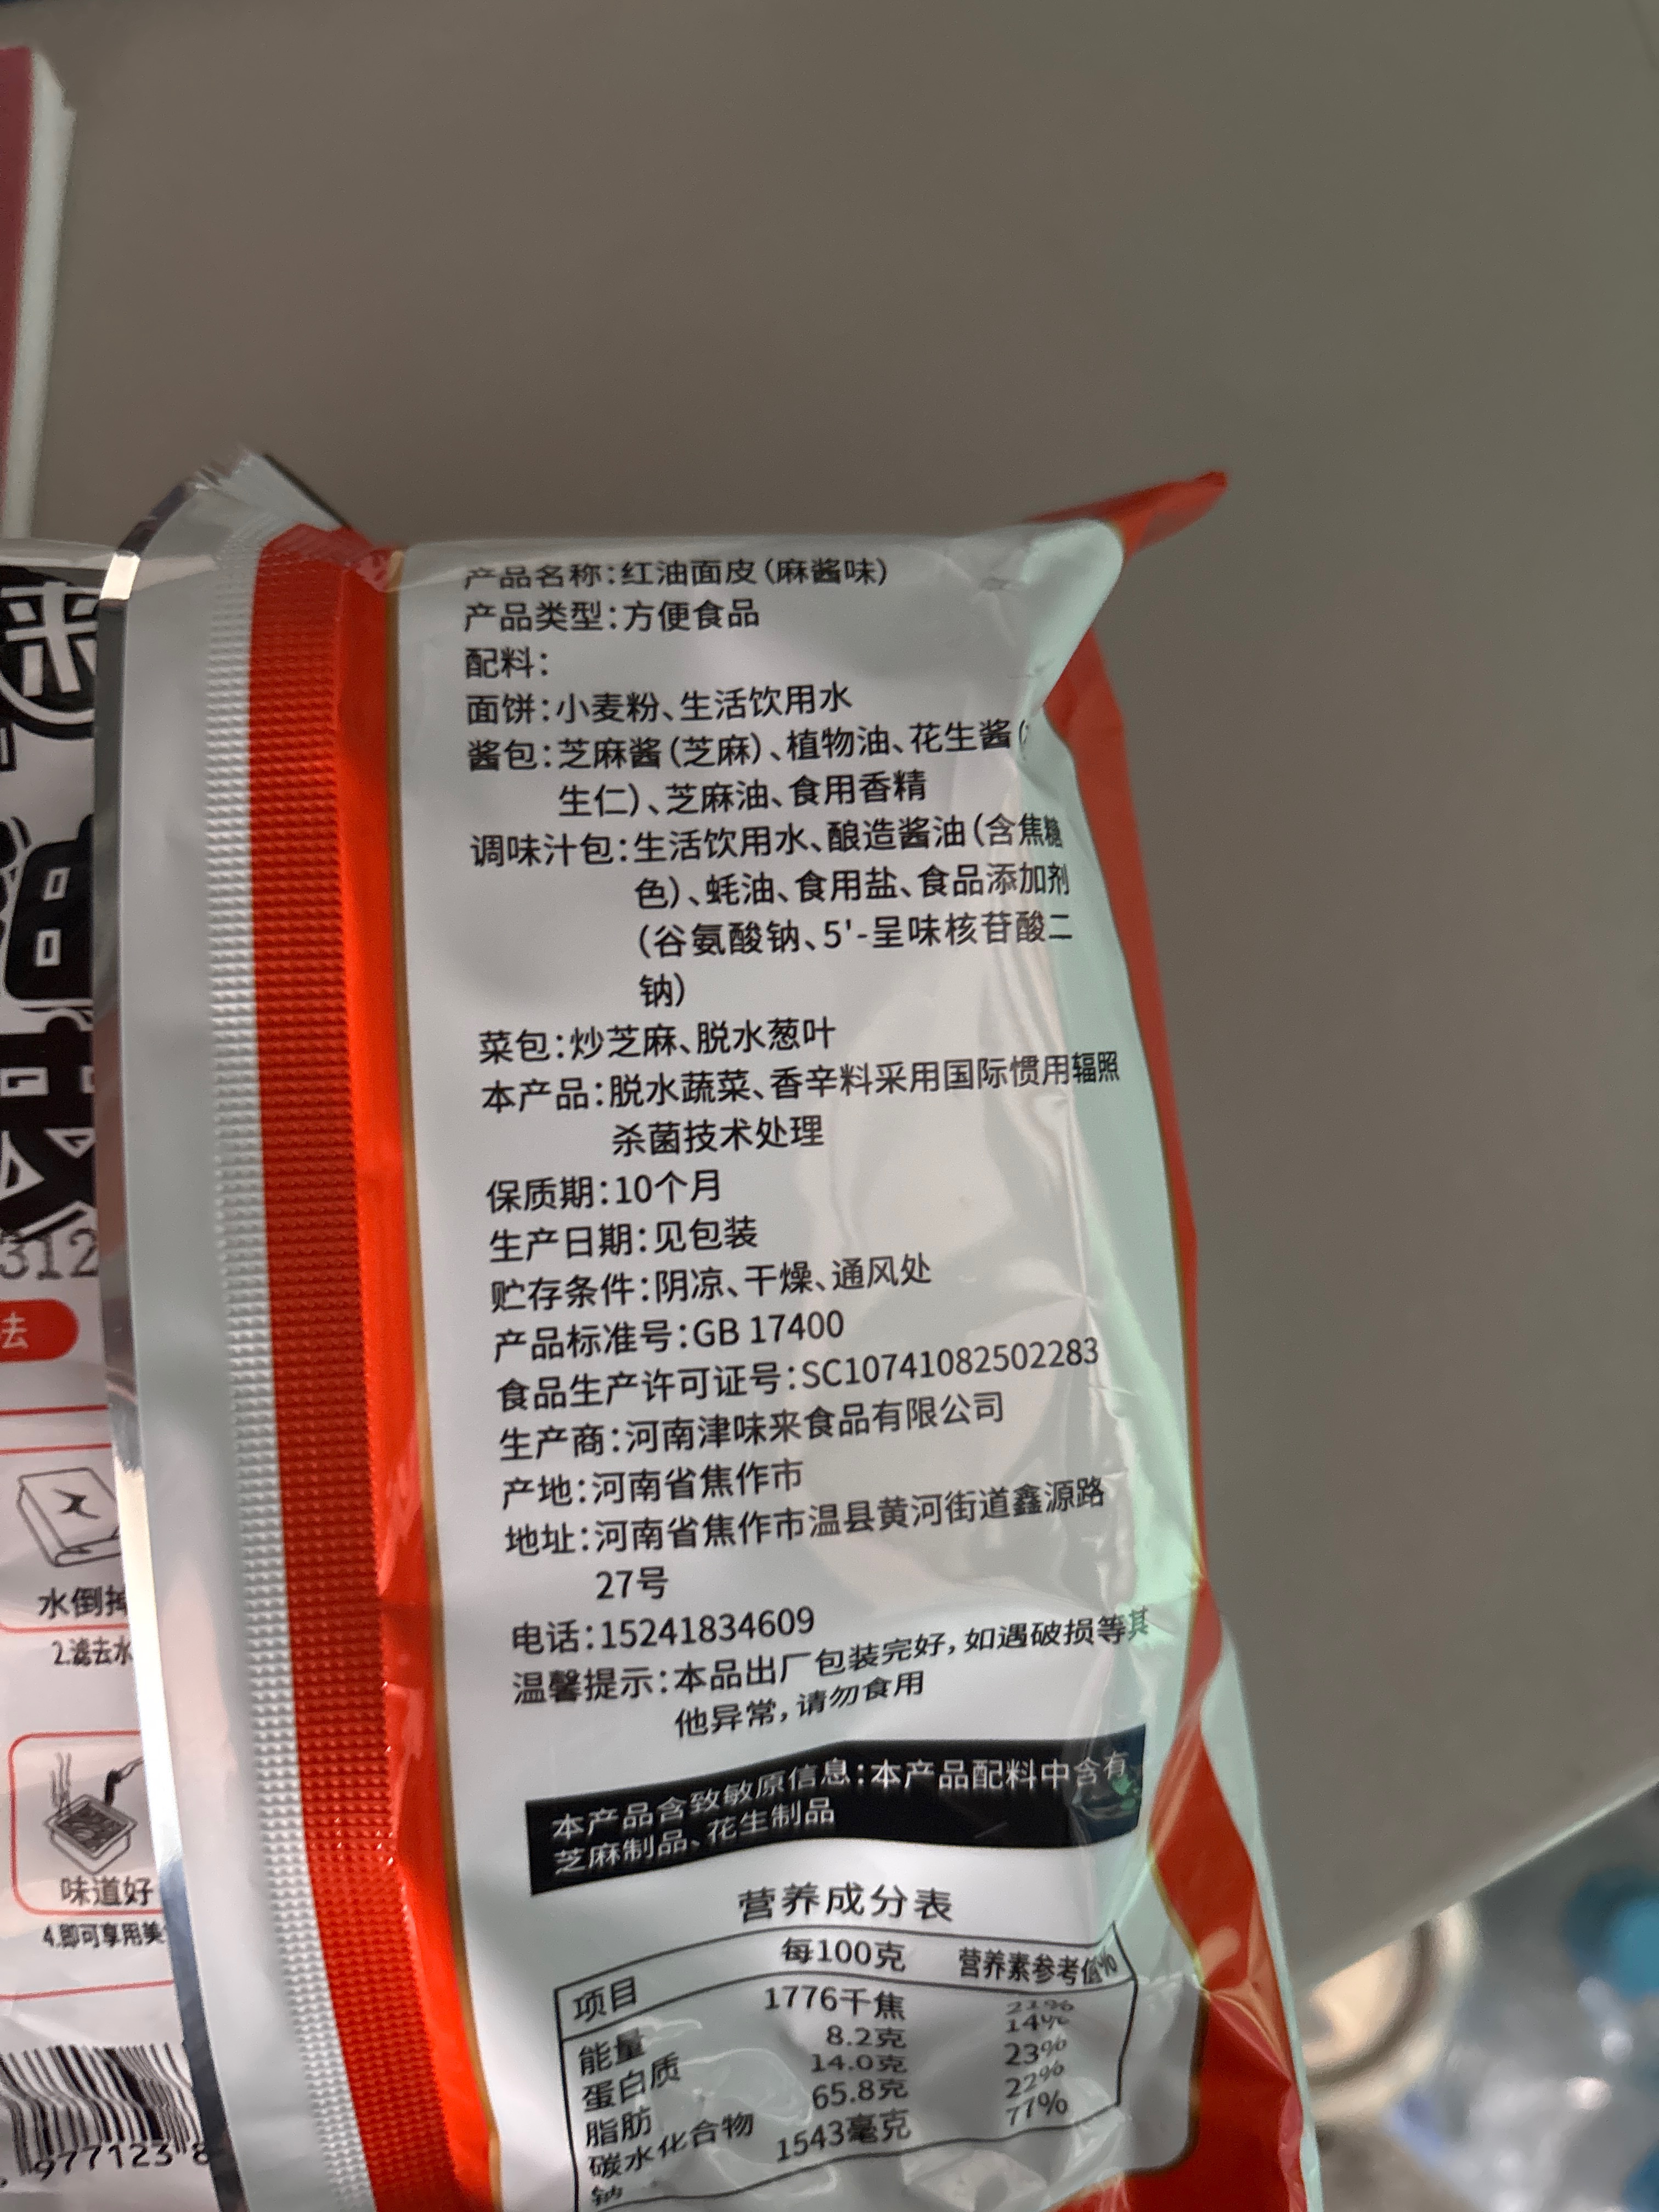 产品名称:红油面皮(麻酱味)
产品类型:方便食品
配料:
面饼:小麦粉、生活饮用水
酱包:芝麻酱(芝麻)、植物油、花生酱(
生仁)、芝麻油、食用香精
调味汁包:生活饮用水、酿造酱油(含焦糖
色)、蚝油、食用盐、食品添加剂
(谷氨酸钠、5'-呈味核苷酸二
钠)
菜包:炒芝麻、脱水葱叶
本产品:脱水蔬菜、香辛料采用国际惯用辐照
杀菌技术处理
保质期:10个月
生产日期:见包装
贮存条件:阴凉、干燥、通风处
产品标准号:GB 17400
食品生产许可证号:SC10741082502283
生产商:河南津味来食品有限公司
产地:河南省焦作市
地址:河南省焦作市温县黄河街道鑫源路
27号
电话:15241834609
温馨提示:本品出厂包装完好,如遇破损等其
他异常,请勿食用
本产品含致敏原信息:本产品配料中含有
芝麻制品、花生制品
营养成分表
项目 每100克 营养素参考值%
能量 1776千焦 21%
蛋白质 8.2克 14%
脂肪 14.0克 23%
碳水化合物 65.8克 22%
钠 1543毫克 77%
来
312
法
水倒掉
2.滤去水
味道好
4.即可享用美
977123 8